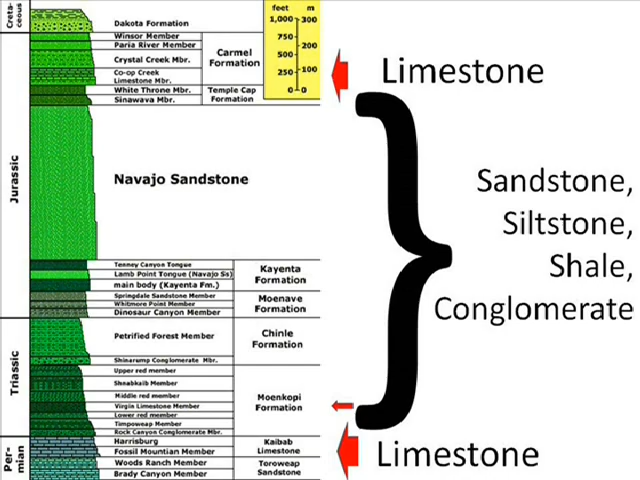 Creta-
ceous
Dakota Formation
feet m
1,000 300
750
200
500
250 100
0 0
Jurassic
Winsor Member
Paria River Member
Crystal Creek Mbr.
Co-op Creek
Limestone Mbr.
Carmel
Formation
White Throne Mbr.
Sinawava Mbr.
Temple Cap
Formation
Navajo Sandstone
Tenney Canyon Tongue
Lamb Point Tongue (Navajo Ss)
main body (Kayenta Fm.)
Kayenta
Formation
Springdale Sandstone Member
Whitmore Point Member
Dinosaur Canyon Member
Moenave
Formation
Triassic
Petrified Forest Member
Shinarump Conglomerate Mbr.
Chinle
Formation
Upper red member
Shnabkaib Member
Middle red member
Virgin Limestone Member
Lower red member
Timpoweap Member
Rock Canyon Conglomerate Mbr.
Moenkopi
Formation
Per-
mian
Harrisburg
Fossil Mountian Member
Kaibab
Limestone
Woods Ranch Member
Brady Canyon Member
Toroweap
Sandstone
Limestone
Sandstone,
Siltstone,
Shale,
Conglomerate
Limestone